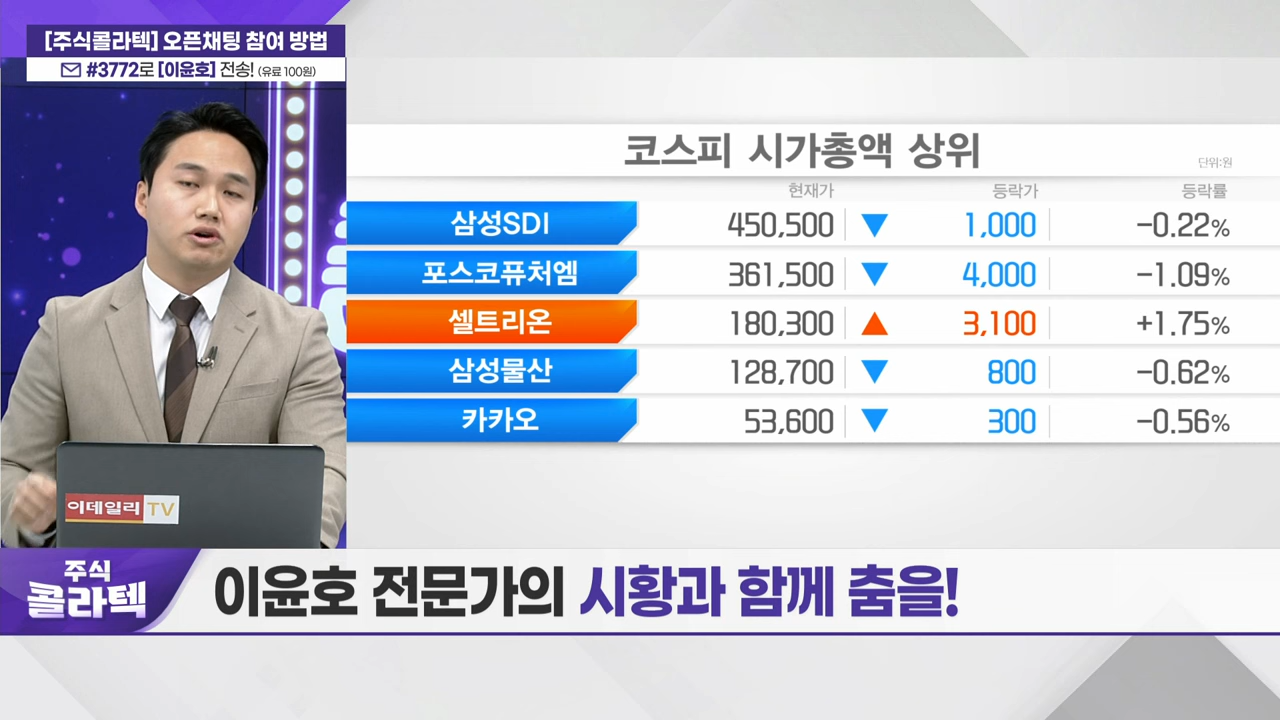 [주식콜라텍] 오픈채팅 참여 방법
#3772로 [이윤호] 전송! (유료 100원)
코스피 시가총액 상위
단위:원
현재가 등락가 등락률
삼성SDI 450,500 ▼ 1,000 -0.22%
포스코퓨처엠 361,500 ▼ 4,000 -1.09%
셀트리온 180,300 ▲ 3,100 +1.75%
삼성물산 128,700 ▼ 800 -0.62%
카카오 53,600 ▼ 300 -0.56%
이데일리 TV
주식
콜라텍
이윤호 전문가의 시황과 함께 춤을!